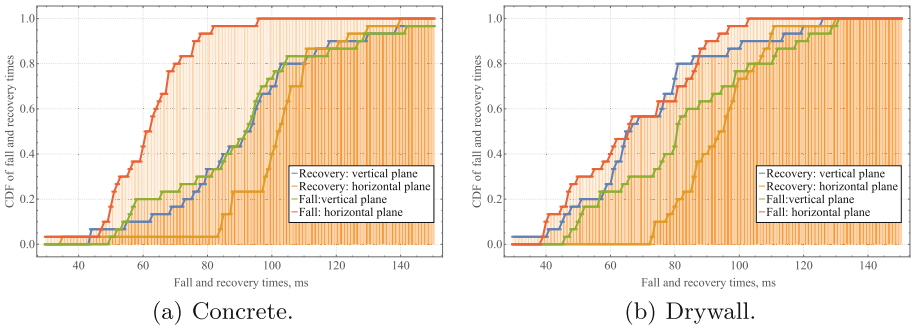 CDF of fall and recovery times
1.0
0.8
0.6
0.4
0.2
0.0
Recovery: vertical plane
Recovery: horizontal plane
Fall:vertical plane
Fall: horizontal plane
40 60 80 100 120 140
Fall and recovery times, ms
(a) Concrete.
CDF of fall and recovery times
1.0
0.8
0.6
0.4
0.2
0.0
Recovery: vertical plane
Recovery: horizontal plane
Fall:vertical plane
Fall: horizontal plane
40 60 80 100 120 140
Fall and recovery times, ms
(b) Drywall.